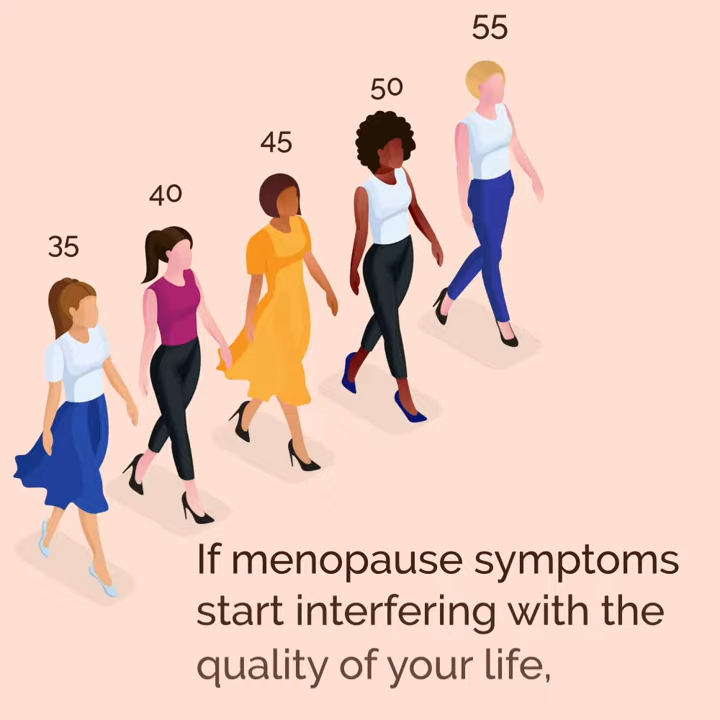 55
50
45
40
35
If menopause symptoms
start interfering with the
quality of your life,